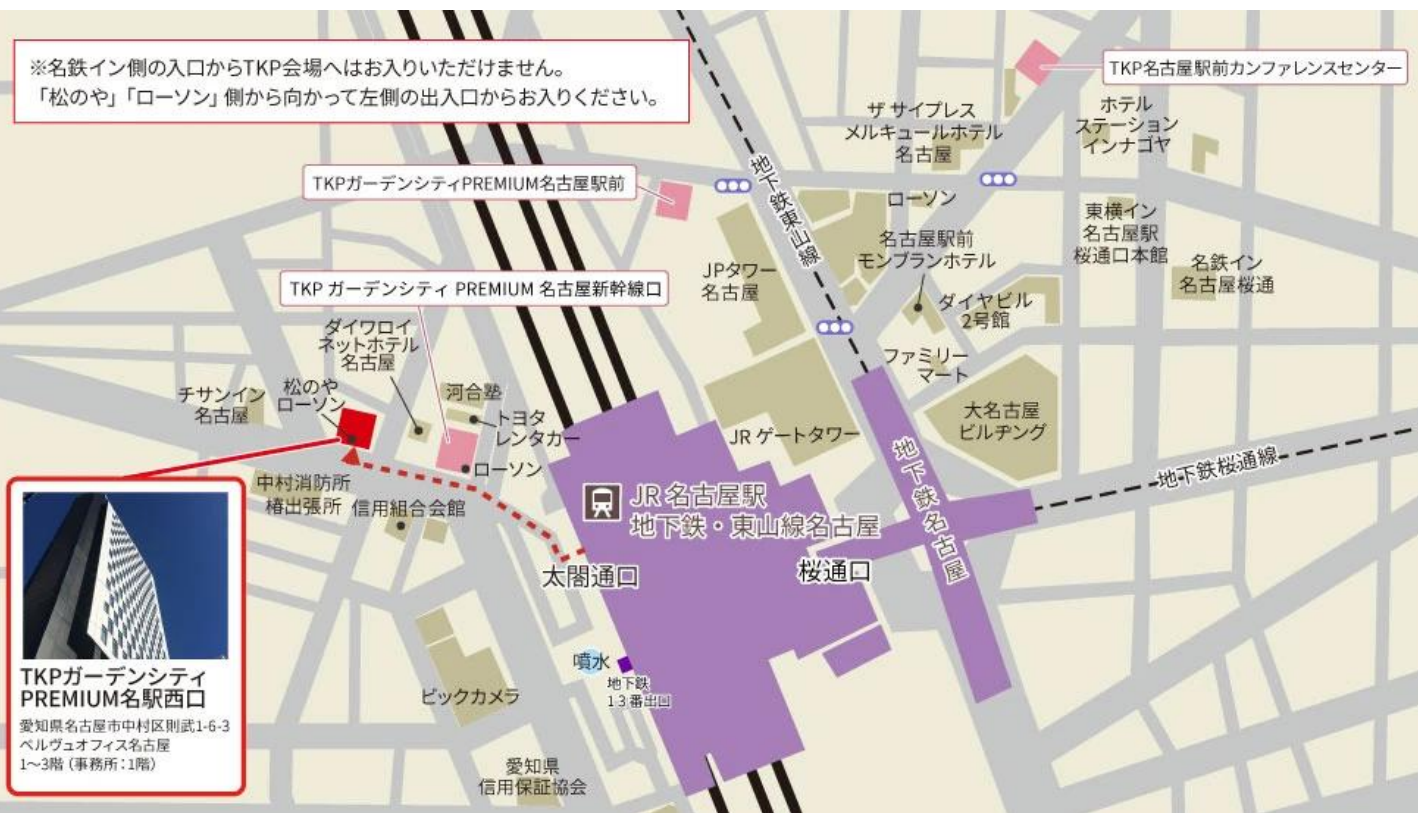 ※名鉄イン側の入口からTKP会場へはお入りいただけません。
「松のや」「ローソン」側から向かって左側の出入口からお入りください。
TKP名古屋駅前カンファレンスセンター
ザ サイプレス
メルキュールホテル
名古屋
ホテル
ステーション
インナゴヤ
TKPガーデンシティPREMIUM名古屋駅前
地下鉄東山線
ローソン
東横イン
名古屋駅
桜通口本館
名古屋駅前
モンブランホテル
JPタワー
名古屋
名鉄イン
名古屋桜通
TKP ガーデンシティ PREMIUM 名古屋新幹線口
ダイヤビル
2号館
ダイワロイ
ネットホテル
名古屋
ファミリー
マート
チサンイン
名古屋
松のや
ローソン
河合塾
トヨタ
レンタカー
JR ゲートタワー
大名古屋
ビルヂング
ローソン
地下鉄桜通線
中村消防所
椿出張所
信用組合会館
JR 名古屋駅
地下鉄・東山線名古屋
地下鉄名古屋
太閤通口
桜通口
噴水
地下鉄
13番出口
ビックカメラ
愛知県
信用保証協会
TKPガーデンシティ
PREMIUM名駅西口
愛知県名古屋市中村区則武1-6-3
ベルヴュオフィス名古屋
1～3階（事務所：1階）